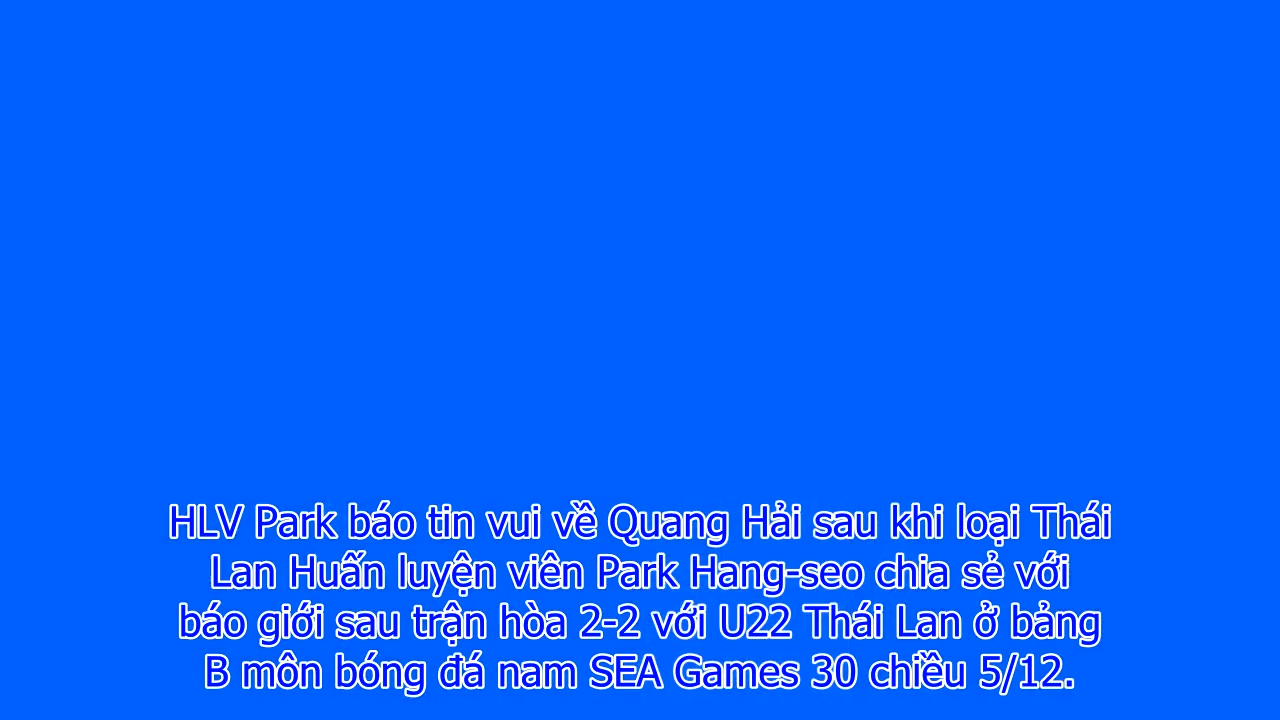 HLV Park báo tin vui về Quang Hải sau khi loại Thái
Lan Huấn luyện viên Park Hang-seo chia sẻ với
báo giới sau trận hòa 2-2 với U22 Thái Lan ở bảng
B môn bóng đá nam SEA Games 30 chiều 5/12.